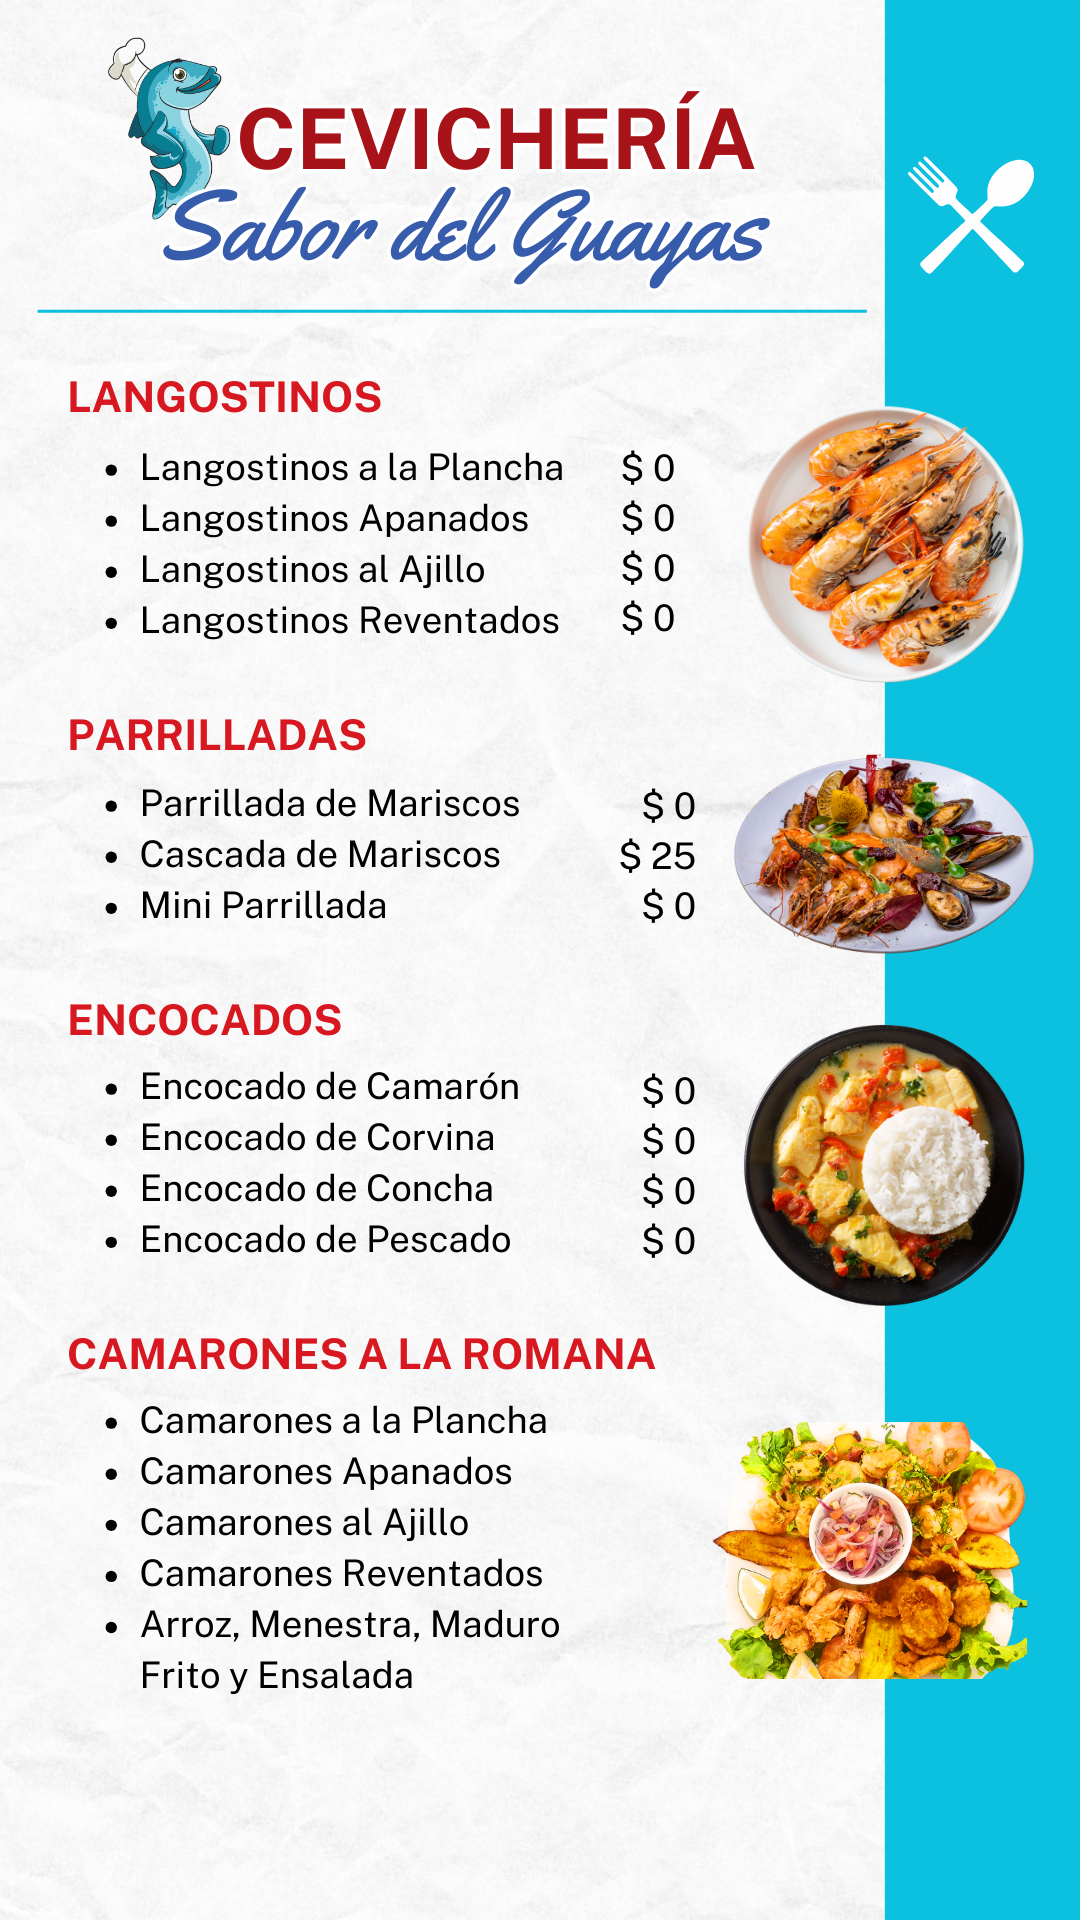 CEVICHERÍA
Sabor del Guayas
LANGOSTINOS
• Langostinos a la Plancha $ 0
• Langostinos Apanados $ 0
• Langostinos al Ajillo $ 0
• Langostinos Reventados $ 0
PARRILLADAS
• Parrillada de Mariscos $ 0
• Cascada de Mariscos $ 25
• Mini Parrillada $ 0
ENCOCADOS
• Encocado de Camarón $ 0
• Encocado de Corvina $ 0
• Encocado de Concha $ 0
• Encocado de Pescado $ 0
CAMARONES A LA ROMANA
• Camarones a la Plancha
• Camarones Apanados
• Camarones al Ajillo
• Camarones Reventados
• Arroz, Menestra, Maduro
Frito y Ensalada